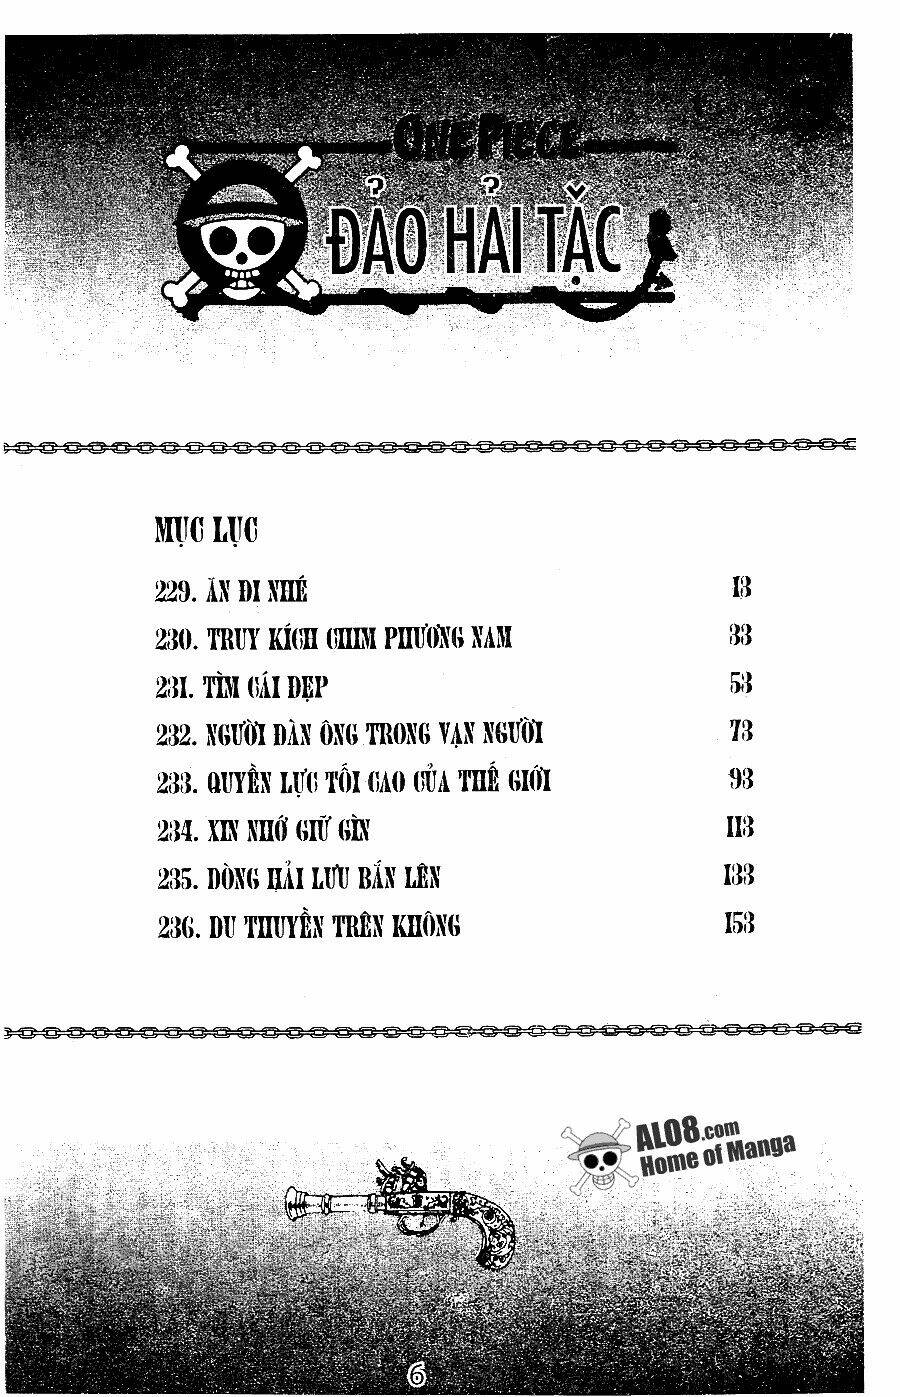 ONE PIECE
ĐẢO HẢI TẶC
MỤC LỤC
229. ĂN ĐI NHÉ 13
230. TRUY KÍCH CHIM PHƯƠNG NAM 33
231. TÌM GÁI ĐẸP 53
232. NGƯỜI ĐÀN ÔNG TRONG VẠN NGƯỜI 73
233. QUYỀN LỰC TỐI CAO CỦA THẾ GIỚI 93
234. XIN NHỚ GIỮ GÌN 113
235. DÒNG HẢI LƯU BẮN LÊN 133
236. DU THUYỀN TRÊN KHÔNG 153
ALO8.com
Home of Manga
6